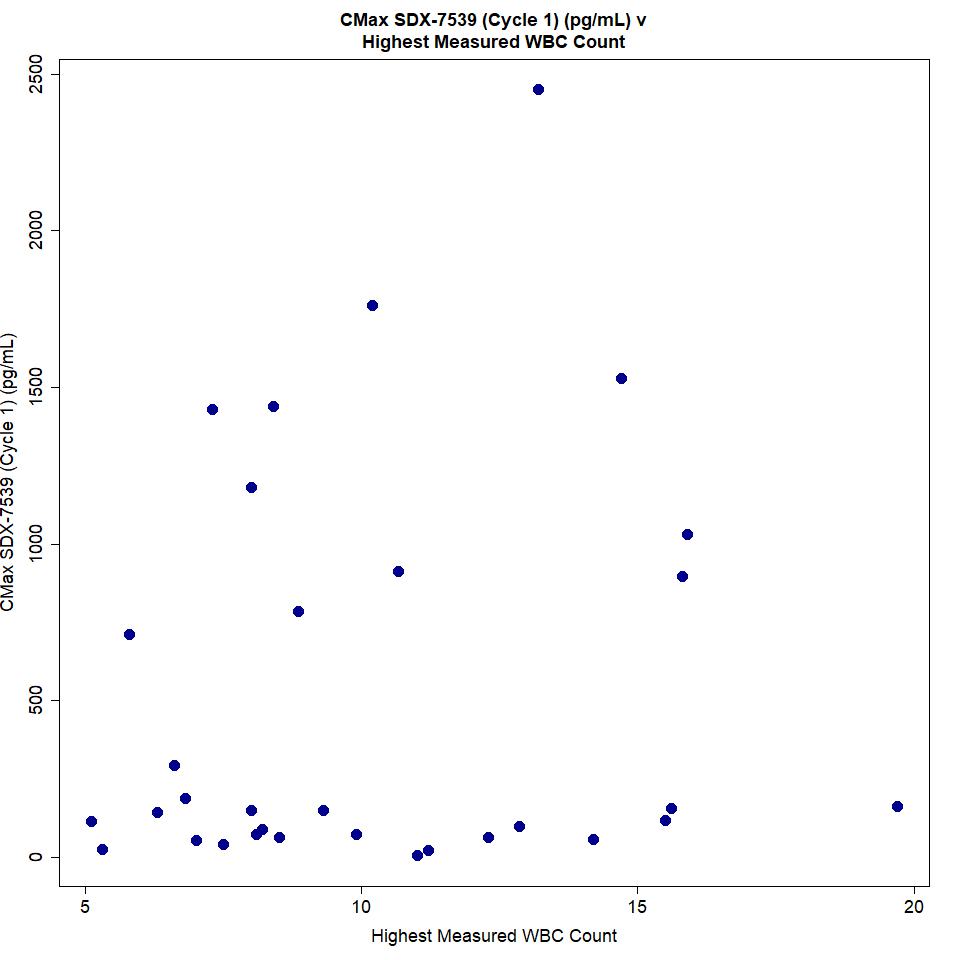 CMax SDX-7539 (Cycle 1) (pg/mL) v
Highest Measured WBC Count
2500
2000
1500
1000
500
0
CMax SDX-7539 (Cycle 1) (pg/mL)
5
10
15
20
Highest Measured WBC Count